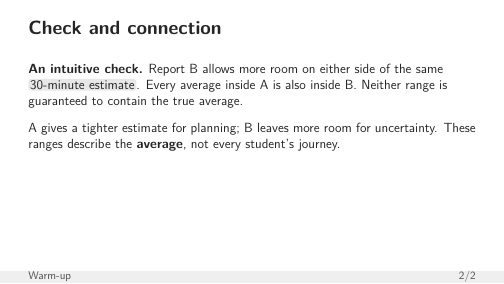 Check and connection
An intuitive check. Report B allows more room on either side of the same
30-minute estimate. Every average inside A is also inside B. Neither range is
guaranteed to contain the true average.
A gives a tighter estimate for planning; B leaves more room for uncertainty. These
ranges describe the average, not every student's journey.
Warm-up 2/2